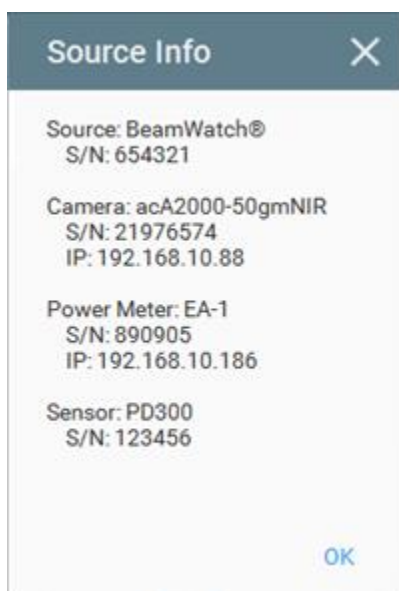 Source Info
Source: BeamWatch®
S/N: 654321
Camera: acA2000-50gmNIR
S/N: 21976574
IP: 192.168.10.88
Power Meter: EA-1
S/N: 890905
IP: 192.168.10.186
Sensor: PD300
S/N: 123456
OK